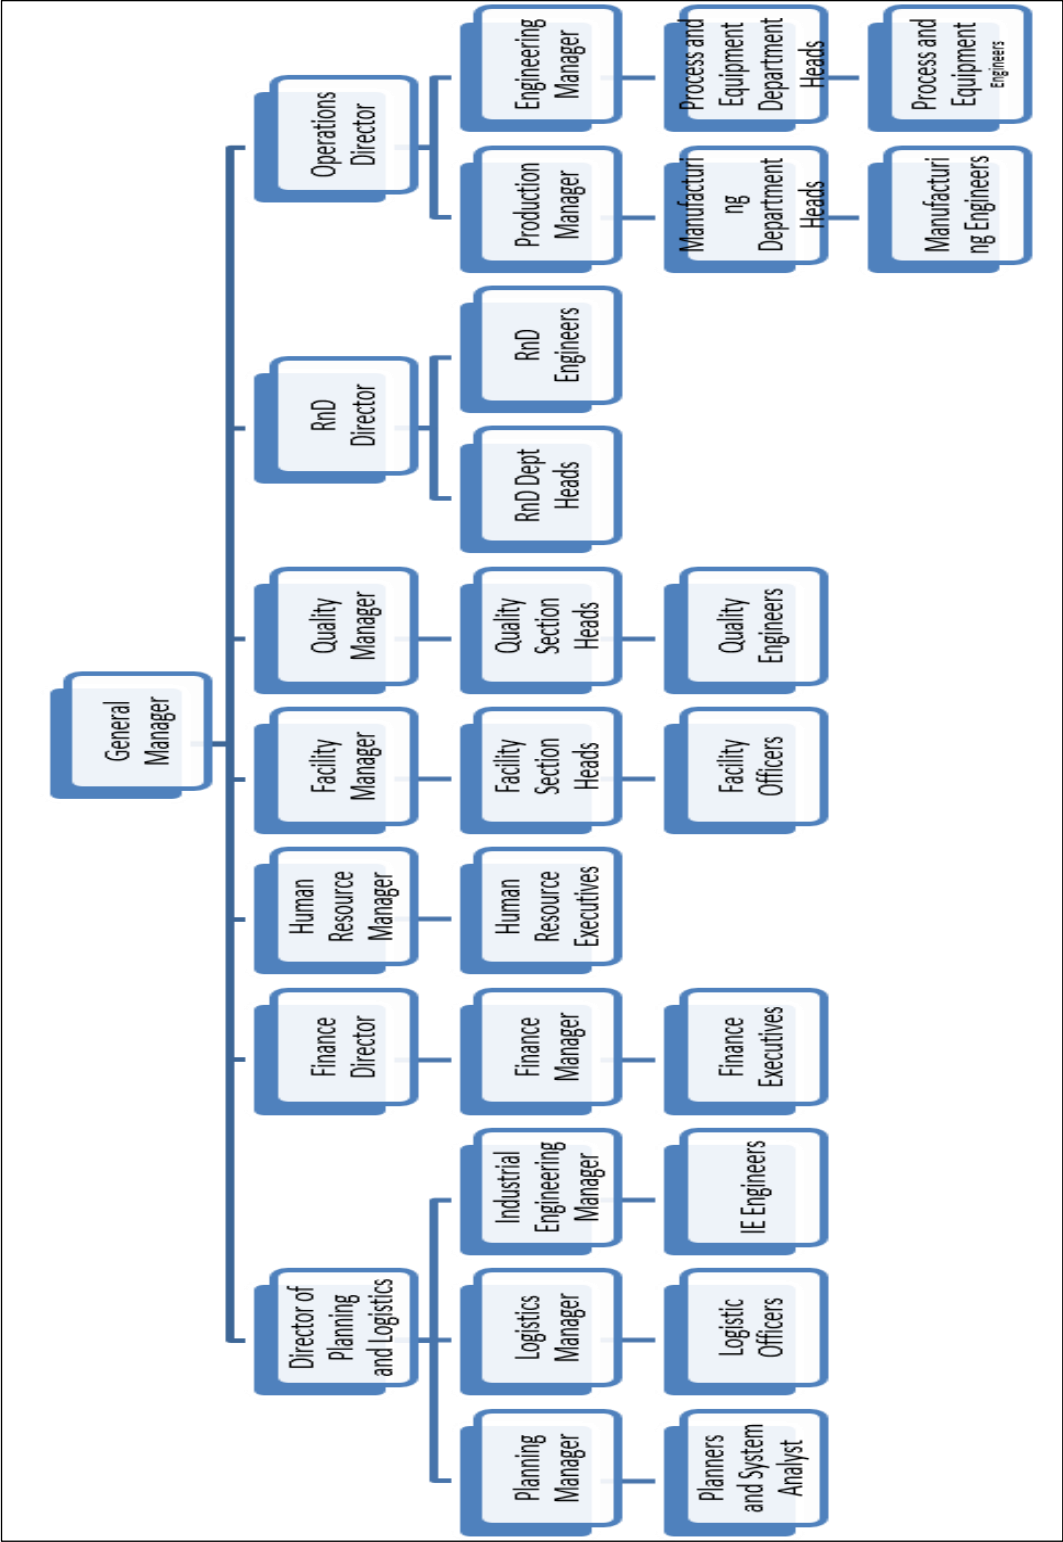 General
Manager
Director of
Planning
and Logistics
Finance
Director
Human
Resource
Manager
Facility
Manager
Quality
Manager
RnD
Director
Operations
Director
Planning
Manager
Logistics
Manager
Industrial
Engineering
Manager
Finance
Manager
Human
Resource
Executives
Facility
Section
Heads
Quality
Section
Heads
RnD Dept
Heads
RnD
Engineers
Production
Manager
Engineering
Manager
Planners
and System
Analyst
Logistic
Officers
IE Engineers
Finance
Executives
Facility
Officers
Quality
Engineers
Manufacturi
ng
Department
Heads
Process and
Equipment
Department
Heads
Manufacturi
ng Engineers
Process and
Equipment
Engineers